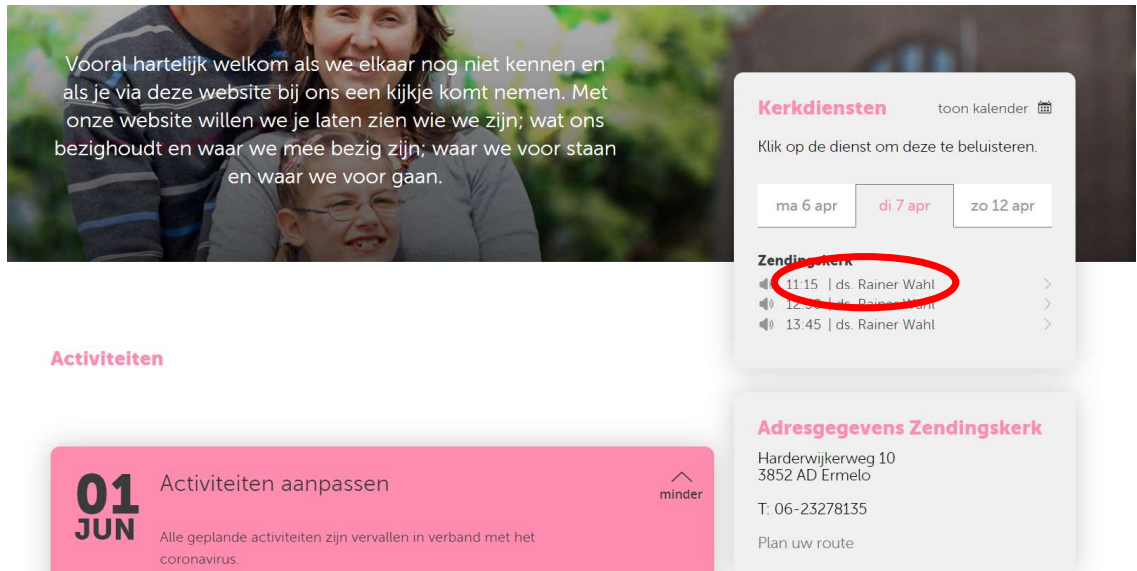 Vooral hartelijk welkom als we elkaar nog niet kennen en
als je via deze website bij ons een kijkje komt nemen. Met
onze website willen we je laten zien wie we zijn; wat ons
bezighoudt en waar we mee bezig zijn; waar we voor staan
en waar we voor gaan.
Kerkdiensten toon kalender
Klik op de dienst om deze te beluisteren.
ma 6 apr di 7 apr zo 12 apr
Zendingskerk
11:15 | ds. Rainer Wahl
12:30 | ds. Rainer Wahl
13:45 | ds. Rainer Wahl
Activiteiten
01
JUN
Activiteiten aanpassen
minder
Alle geplande activiteiten zijn vervallen in verband met het
coronavirus.
Adresgegevens Zendingskerk
Harderwijkerweg 10
3852 AD Ermelo
T: 06-23278135
Plan uw route